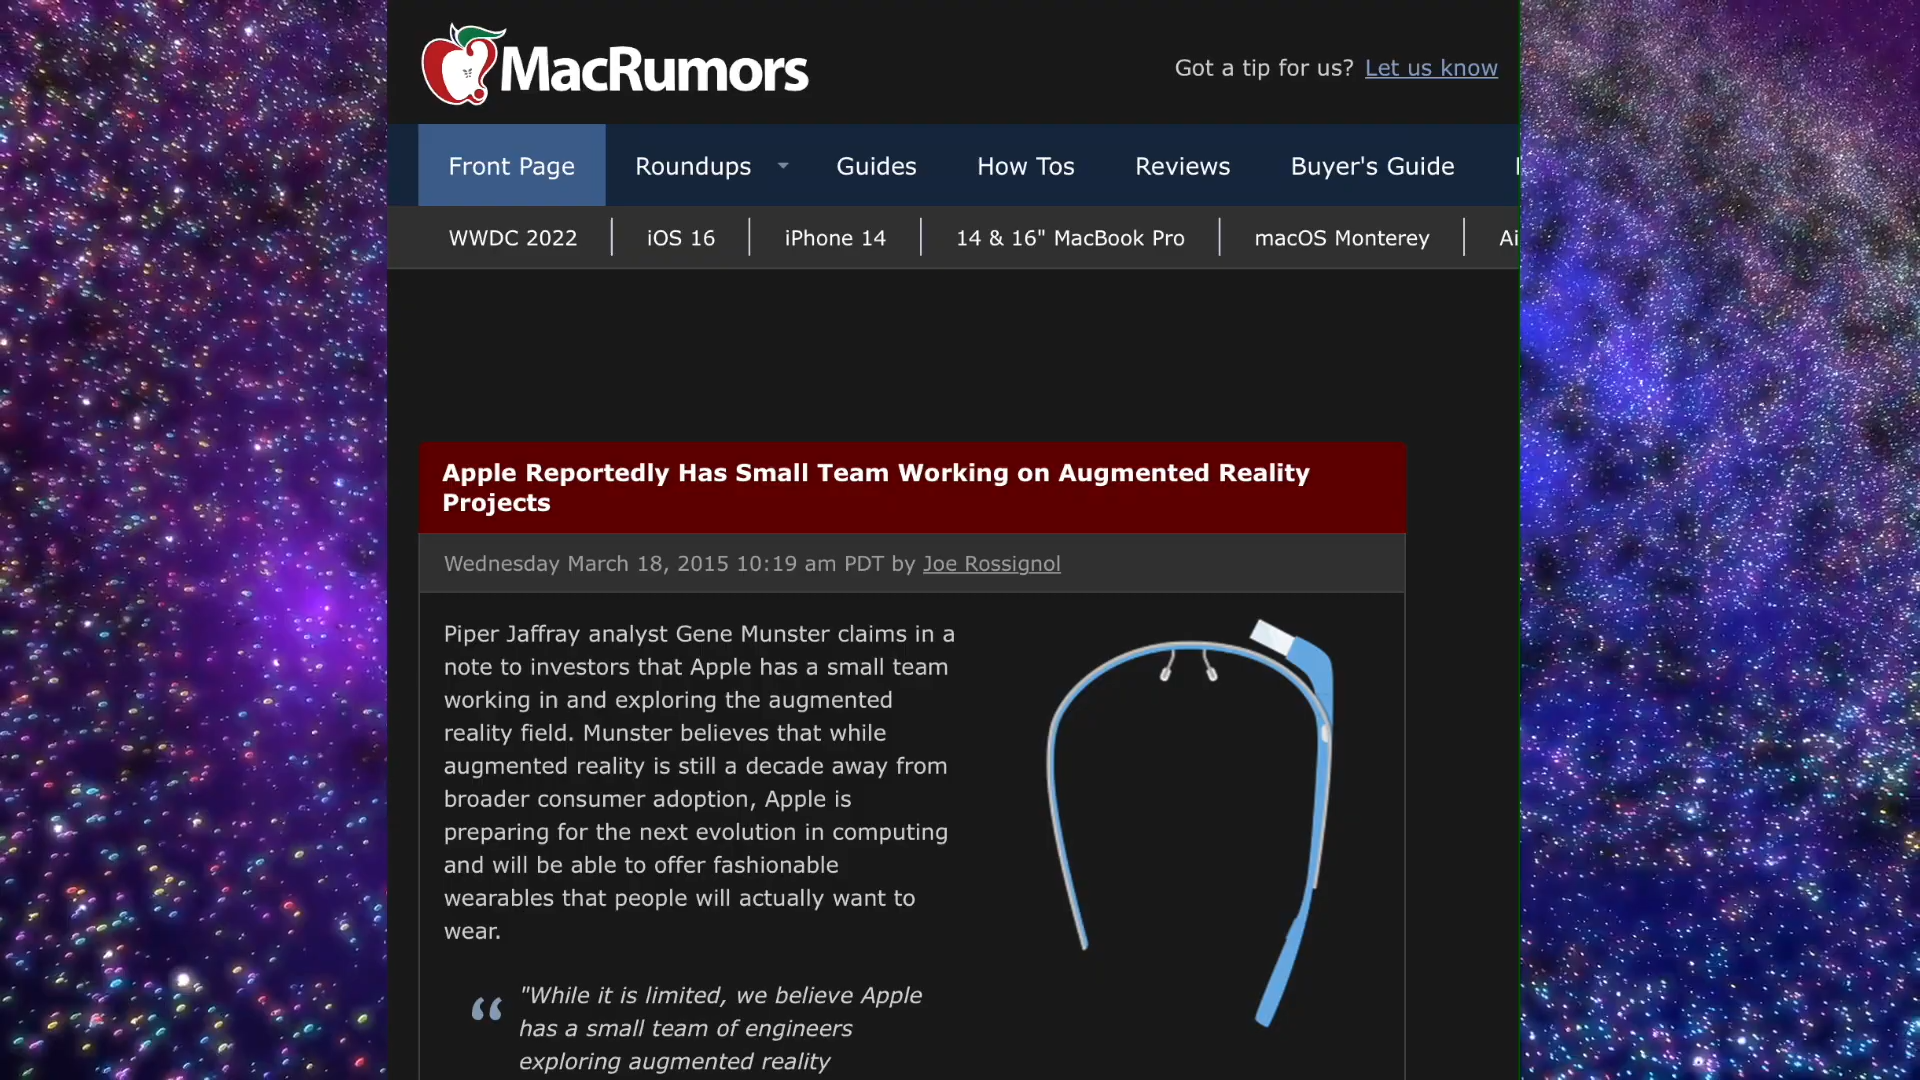 MacRumors
Got a tip for us? Let us know
Front Page Roundups Guides How Tos Reviews Buyer's Guide
WWDC 2022 iOS 16 iPhone 14 14 & 16" MacBook Pro macOS Monterey
Apple Reportedly Has Small Team Working on Augmented Reality
Projects
Wednesday March 18, 2015 10:19 am PDT by Joe Rossignol
Piper Jaffray analyst Gene Munster claims in a
note to investors that Apple has a small team
working in and exploring the augmented
reality field. Munster believes that while
augmented reality is still a decade away from
broader consumer adoption, Apple is
preparing for the next evolution in computing
and will be able to offer fashionable
wearables that people will actually want to
wear.
"While it is limited, we believe Apple
has a small team of engineers
exploring augmented reality